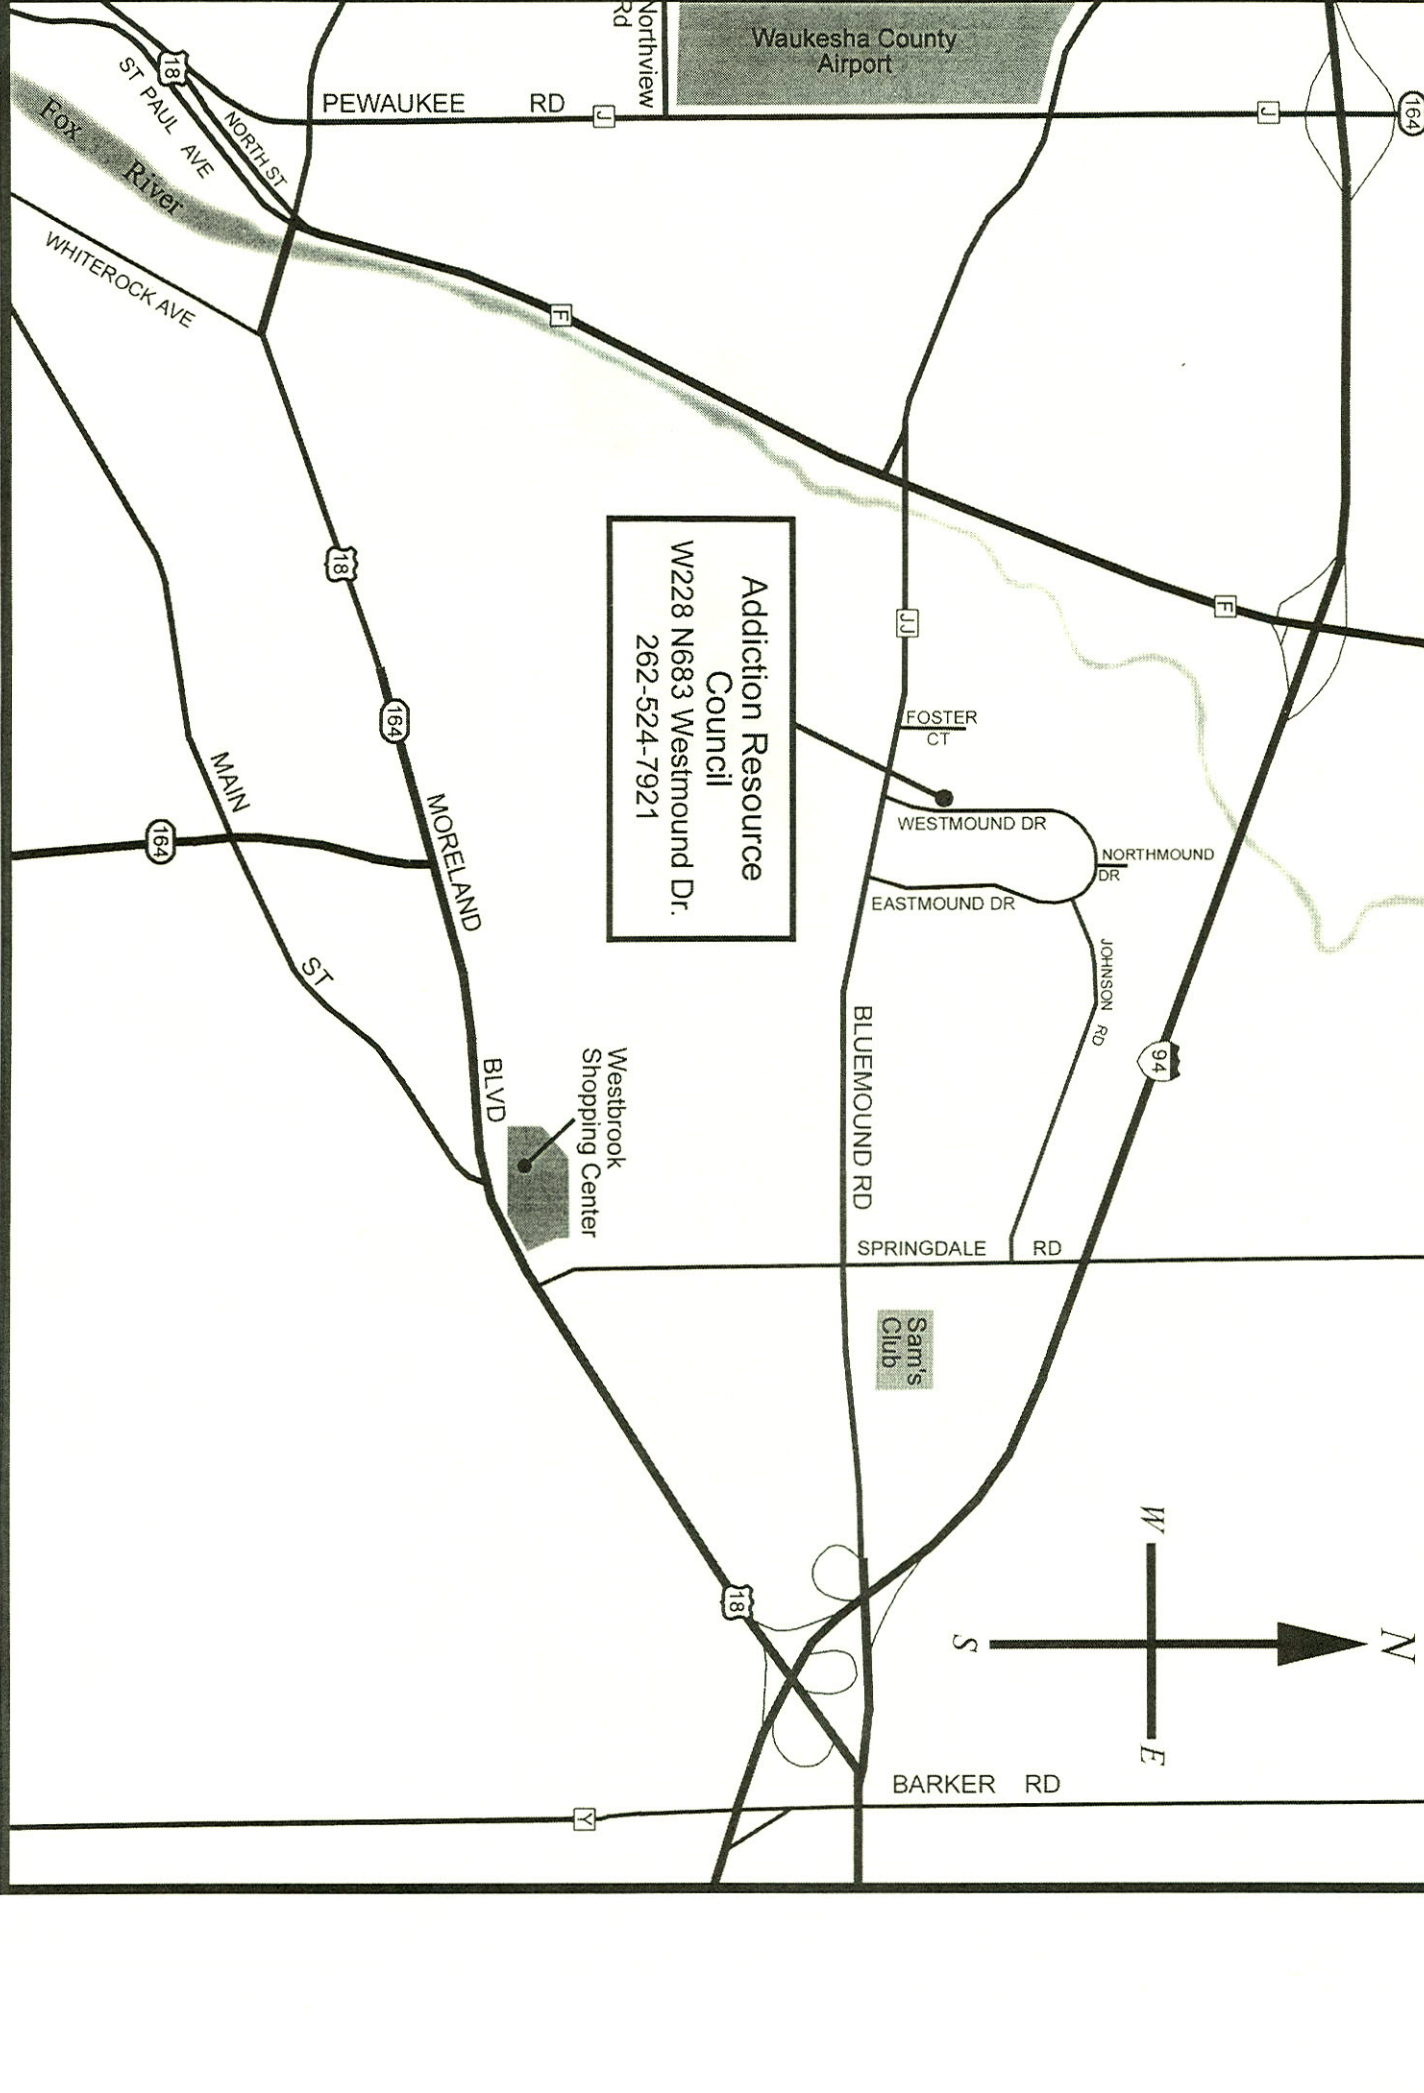 Northview
Rd
Waukesha County
Airport
164
18
ST PAUL AVE
PEWAUKEE RD
J
J
Fox River
NORTH ST
WHITEROCK AVE
F
F
18
JJ
Addiction Resource
Council
W228 N683 Westmound Dr.
262-524-7921
FOSTER
CT
WESTMOUND DR
NORTHMOUND
DR
EASTMOUND DR
JOHNSON RD
164
MAIN ST
164
MORELAND BLVD
94
BLUEMOUND RD
Westbrook
Shopping Center
SPRINGDALE RD
Sam's
Club
18
N
W
S
E
BARKER RD
Y